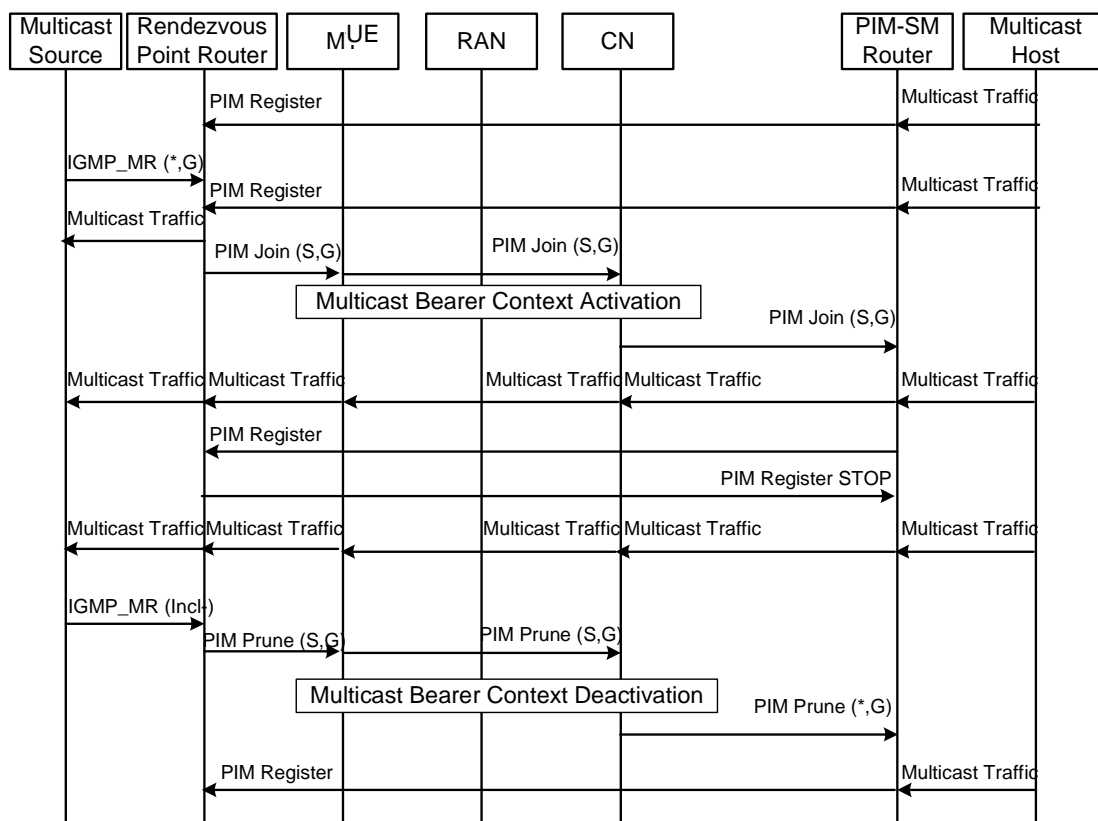 Multicast
Source
Rendezvous
Point Router
UE
RAN
CN
PIM-SM
Router
Multicast
Host
PIM Register
Multicast Traffic
IGMP_MR (*,G)
PIM Register
Multicast Traffic
Multicast Traffic
PIM Join (S,G)
PIM Join (S,G)
Multicast Bearer Context Activation
PIM Join (S,G)
Multicast Traffic
Multicast Traffic
Multicast Traffic
Multicast Traffic
Multicast Traffic
PIM Register
PIM Register STOP
Multicast Traffic
Multicast Traffic
Multicast Traffic
Multicast Traffic
Multicast Traffic
IGMP_MR (Incl-)
PIM Prune (S,G)
PIM Prune (S,G)
Multicast Bearer Context Deactivation
PIM Prune (*,G)
PIM Register
Multicast Traffic